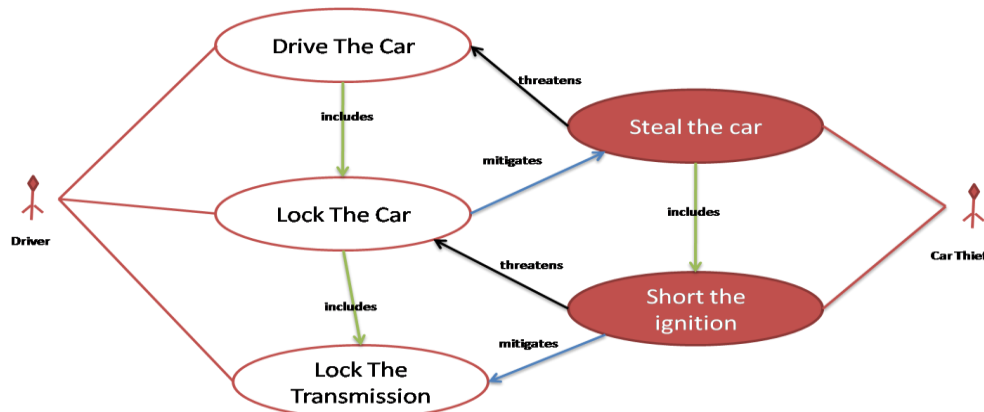 Drive The Car
threatens
includes
Steal the car
mitigates
Lock The Car
includes
Driver
Car Thief
threatens
Short the
ignition
includes
mitigates
Lock The
Transmission